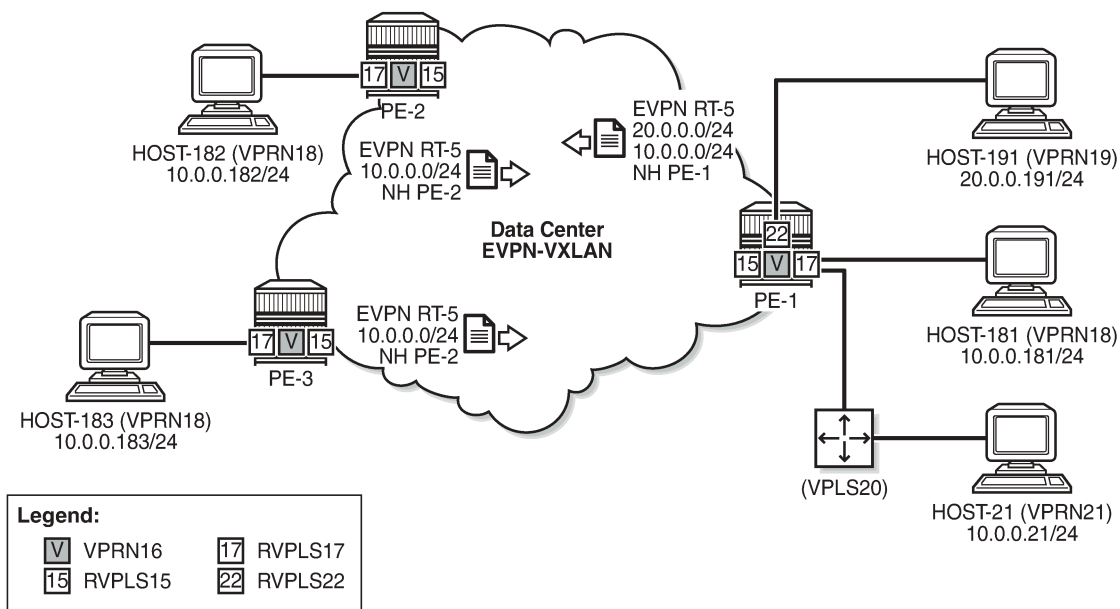 17
V
15
PE-2
HOST-182 (VPRN18)
10.0.0.182/24
EVPN RT-5
10.0.0.0/24
NH PE-2
EVPN RT-5
20.0.0.0/24
10.0.0.0/24
NH PE-1
HOST-191 (VPRN19)
20.0.0.191/24
Data Center
EVPN-VXLAN
22
15
V
17
PE-1
HOST-181 (VPRN18)
10.0.0.181/24
17
V
15
PE-3
EVPN RT-5
10.0.0.0/24
NH PE-2
HOST-183 (VPRN18)
10.0.0.183/24
(VPLS20)
HOST-21 (VPRN21)
10.0.0.21/24
Legend:
V VPRN16
17 RVPLS17
15 RVPLS15
22 RVPLS22